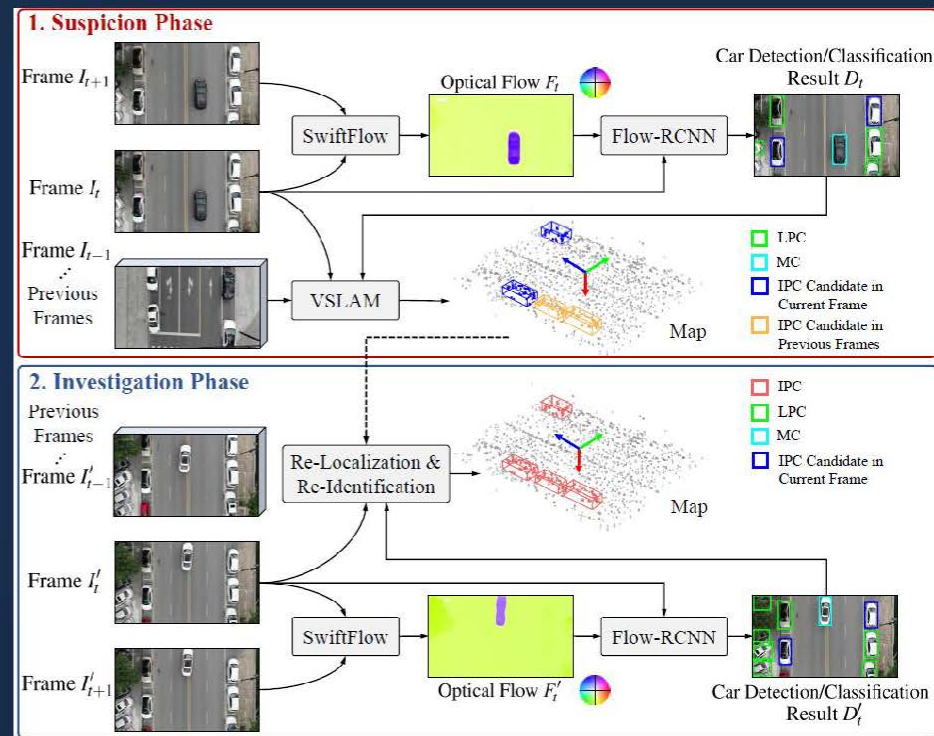 1. Suspicion Phase
Frame I_{t+1}
Frame I_t
Frame I_{t-1}
⋮
Previous
Frames
SwiftFlow
Optical Flow F_t
Flow-RCNN
Car Detection/Classification
Result D_t
VSLAM
Map
LPC
MC
IPC Candidate in
Current Frame
IPC Candidate in
Previous Frames
2. Investigation Phase
Previous
Frames
⋮
Frame I'_{t-1}
Frame I'_t
Frame I'_{t+1}
Re-Localization &
Re-Identification
Map
IPC
LPC
MC
IPC Candidate in
Current Frame
SwiftFlow
Optical Flow F'_t
Flow-RCNN
Car Detection/Classification
Result D'_t